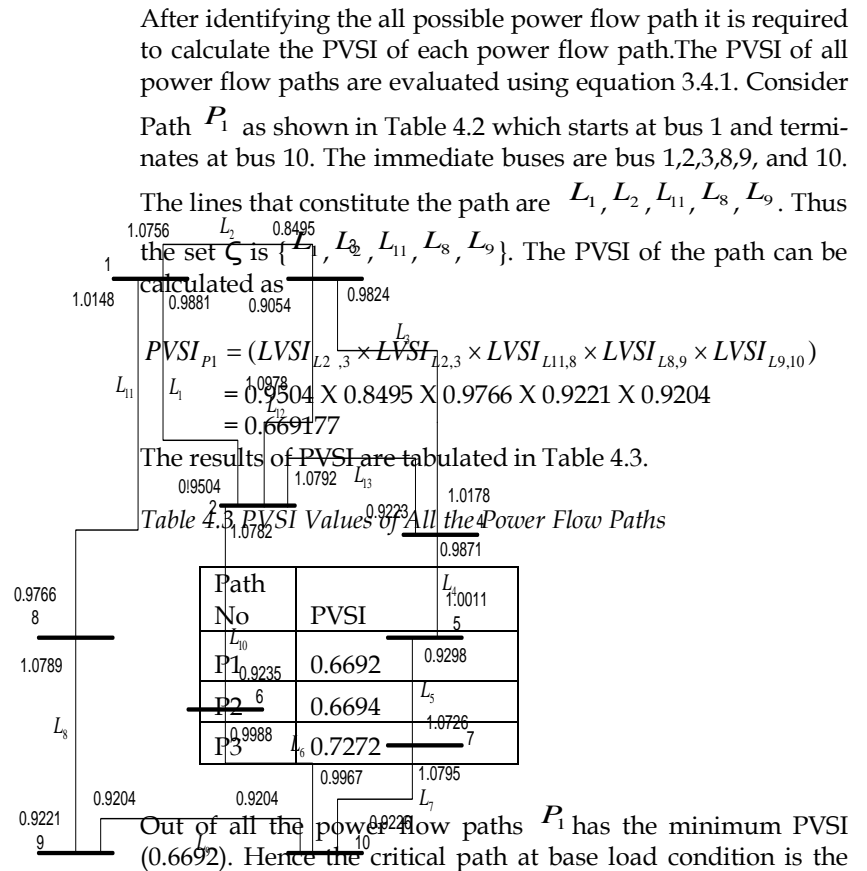 After identifying the all possible power flow path it is required
to calculate the PVSI of each power flow path.The PVSI of all
power flow paths are evaluated using equation 3.4.1. Consider
Path P₁ as shown in Table 4.2 which starts at bus 1 and termi-
nates at bus 10. The immediate buses are bus 1,2,3,8,9, and 10.
The lines that constitute the path are L₁, L₂, L₁₁, L₈, L₉. Thus
the set ζ is {L₁, L₂, L₁₁, L₈, L₉}. The PVSI of the path can be
calculated as
PVSI_P1 = (LVSI_L2 ,3 × LVSI_L2,3 × LVSI_L11,8 × LVSI_L8,9 × LVSI_L9,10)
= 0.9504 X 0.8495 X 0.9766 X 0.9221 X 0.9204
= 0.669177
The results of PVSI are tabulated in Table 4.3.
Table 4.3 PVSI Values of All the Power Flow Paths
Path No PVSI
P1 0.6692
P2 0.6694
P3 0.7272
Out of all the power flow paths P₁ has the minimum PVSI
(0.6692). Hence the critical path at base load condition is the
1.0756
L₂
0.8495
1
3
1.0148
0.9881
0.9054
0.9824
L₃
L₁₁
L₁
1.0978
L₁₂
0.9504
2
1.0792
L₁₃
1.0782
0.9223
1.0178
4
0.9871
0.9766
8
1.0789
L₄
1.0011
5
0.9298
L₁₀
0.9235
6
0.9988
L₅
1.0726
7
1.0795
L₈
L₆
0.9967
L₇
0.9221
9
0.9204
0.9204
L₉
10
0.9226